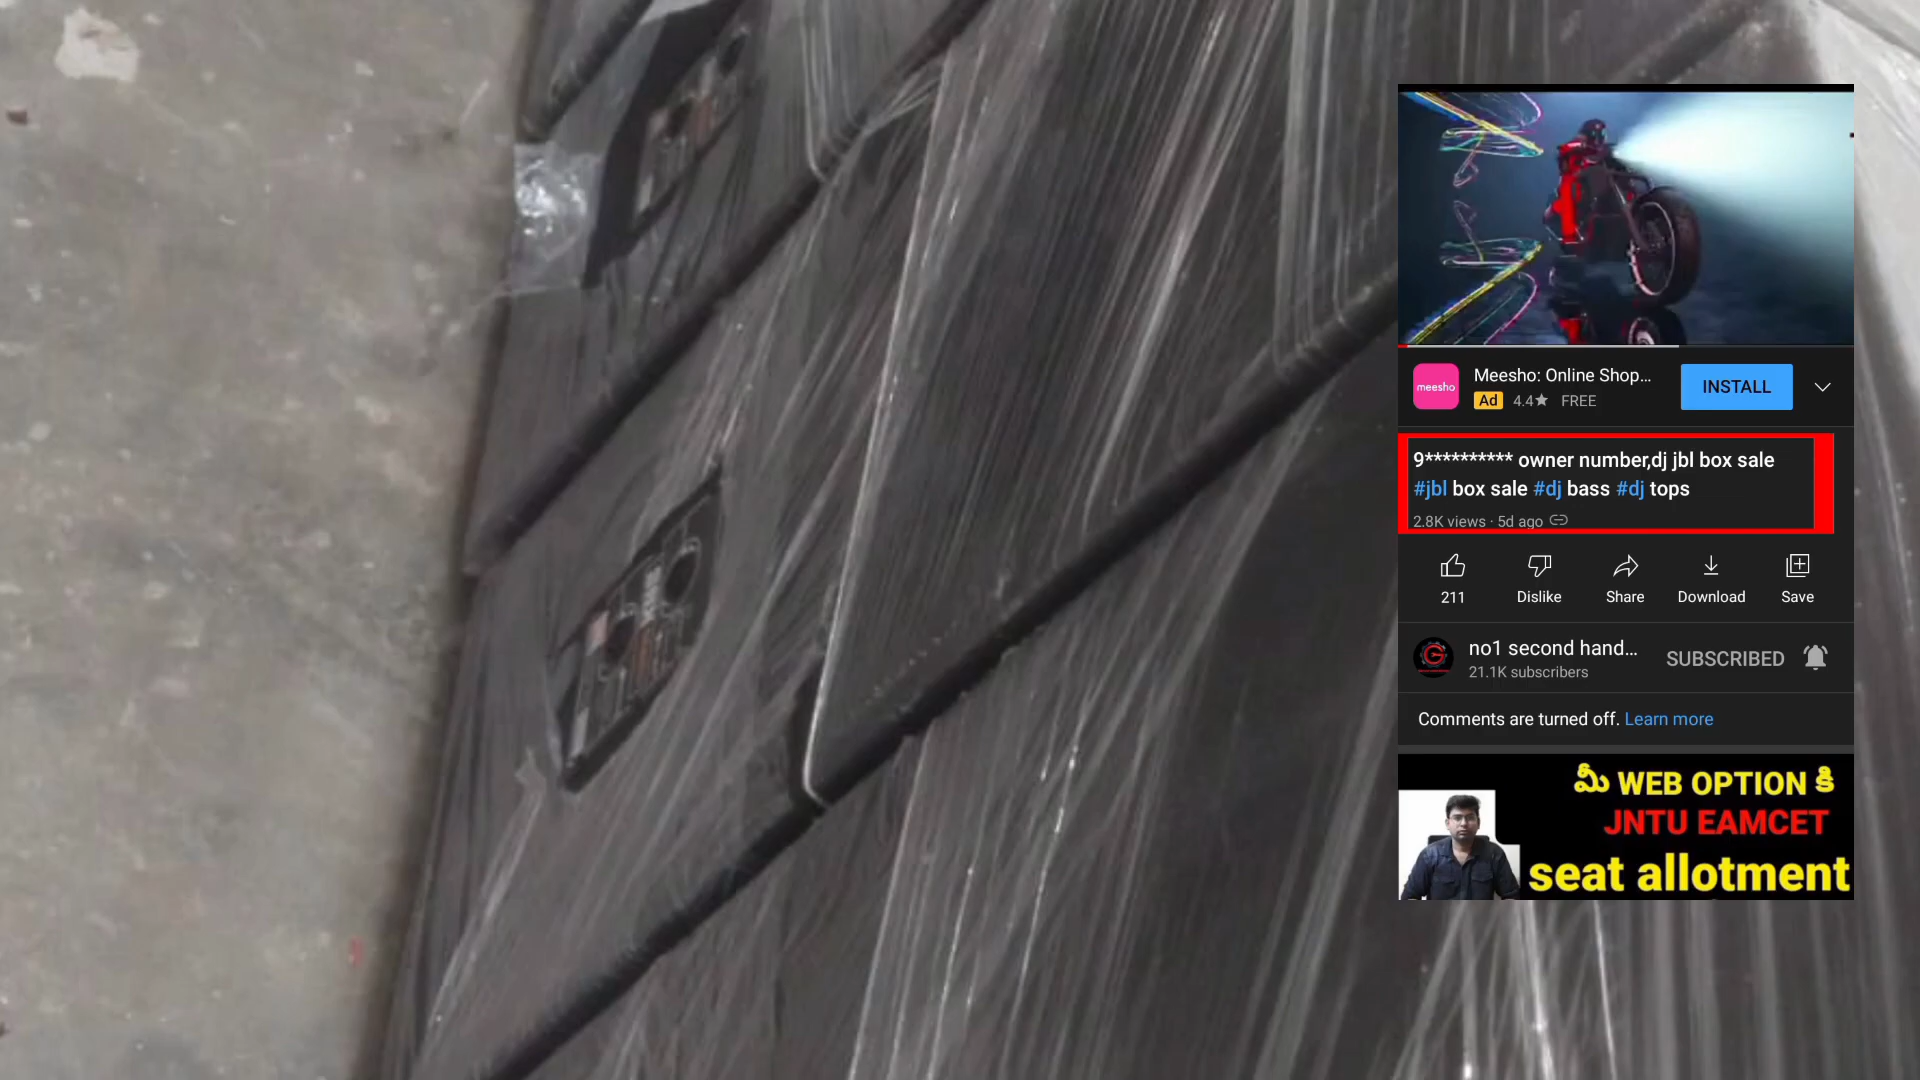 meesho
Meesho: Online Shop...
INSTALL
Ad 4.4★ FREE
9********** owner number,dj jbl box sale
#jbl box sale #dj bass #dj tops
2.8K views · 5d ago
211
Dislike
Share
Download
Save
G
no1 second hand...
SUBSCRIBED
21.1K subscribers
Comments are turned off. Learn more
మీ WEB OPTION కి
JNTU EAMCET
seat allotment